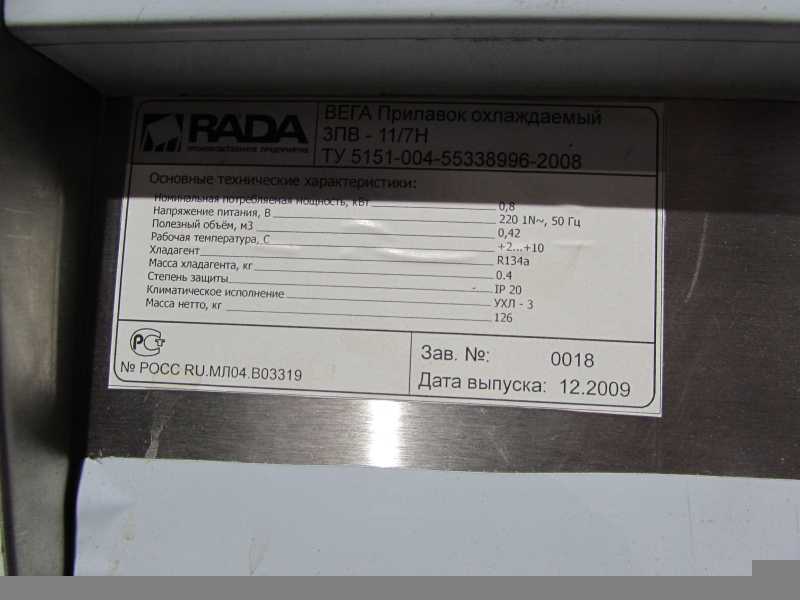 RADA
ПРОИЗВОДСТВЕННОЕ ПРЕДПРИЯТИЕ
ВЕГА Прилавок охлаждаемый
ЗПВ - 11/7Н
ТУ 5151-004-55338996-2008
Основные технические характеристики:
Номинальная потребляемая мощность, кВт 0,8
Напряжение питания, В 220 1N~, 50 Гц
Полезный объём, м3 0,42
Рабочая температура, С +2...+10
Хладагент R134a
Масса хладагента, кг 0.4
Степень защиты IP 20
Климатическое исполнение УХЛ - 3
Масса нетто, кг 126
РСТ
№ РОСС RU.МЛ04.В03319
Зав. №: 0018
Дата выпуска: 12.2009